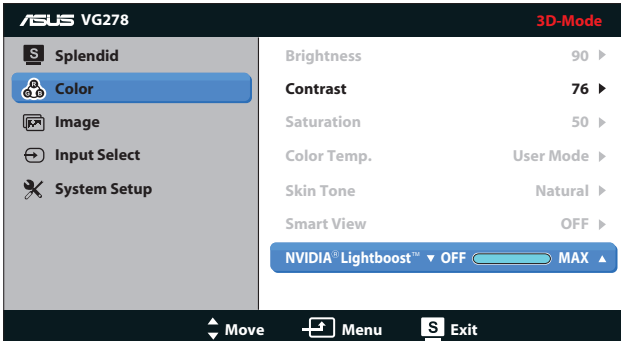 ASUS VG278 3D-Mode
S Splendid
Color
Image
Input Select
System Setup
Brightness 90
Contrast 76
Saturation 50
Color Temp. User Mode
Skin Tone Natural
Smart View OFF
NVIDIA® Lightboost™ ▼ OFF MAX ▲
Move Menu S Exit